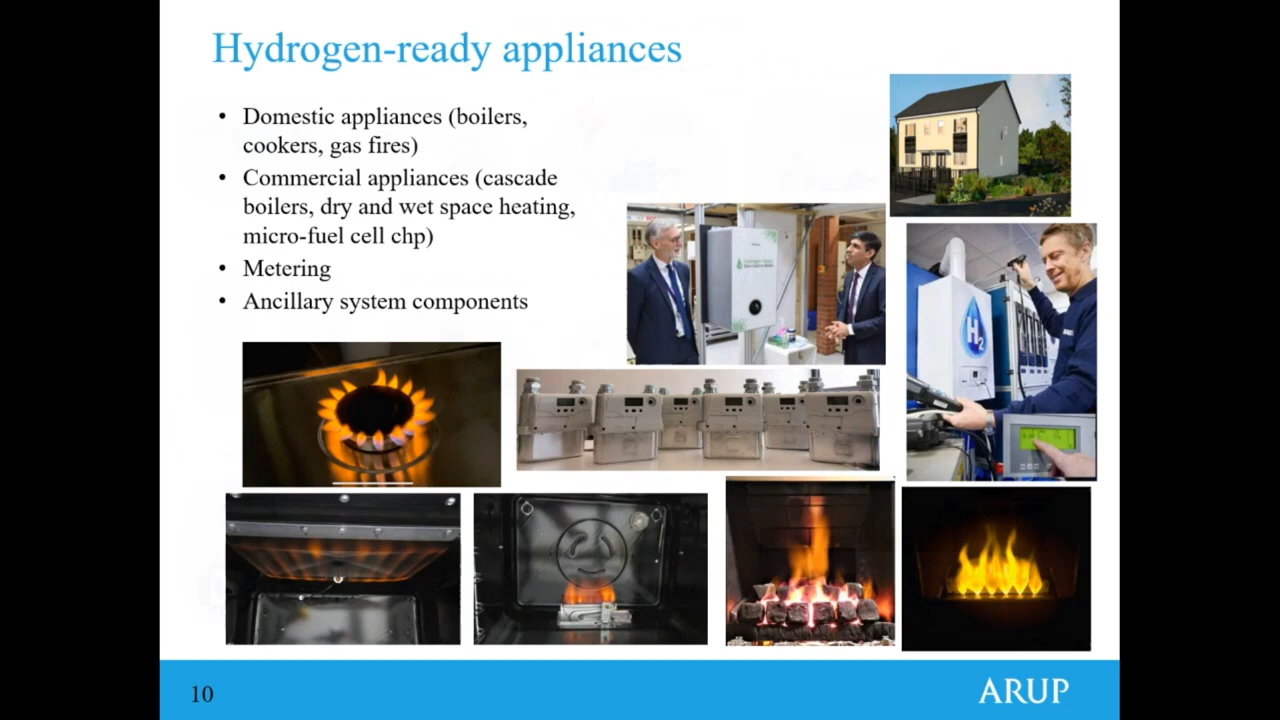 Hydrogen-ready appliances
• Domestic appliances (boilers,
cookers, gas fires)
• Commercial appliances (cascade
boilers, dry and wet space heating,
micro-fuel cell chp)
• Metering
• Ancillary system components
H2
10
ARUP